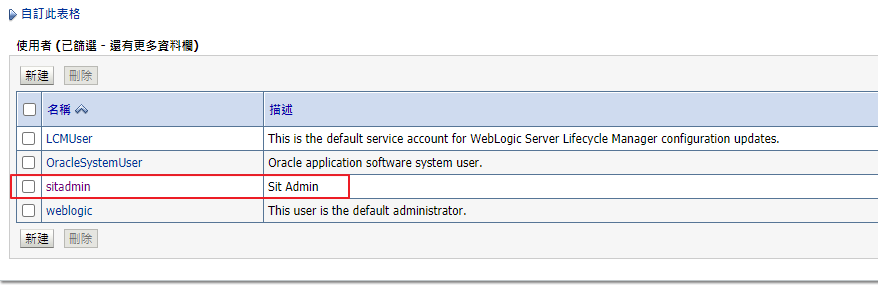 自訂此表格
使用者 (已篩選 - 還有更多資料欄)
新建 刪除
名稱 描述
LCMUser This is the default service account for WebLogic Server Lifecycle Manager configuration updates.
OracleSystemUser Oracle application software system user.
sitadmin Sit Admin
weblogic This user is the default administrator.
新建 刪除